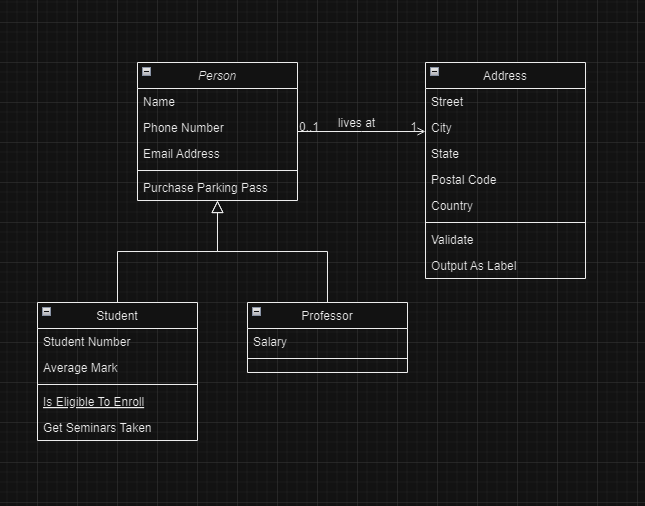 Person
Name
Phone Number
Email Address
Purchase Parking Pass
0..1
lives at
1
Address
Street
City
State
Postal Code
Country
Validate
Output As Label
Student
Student Number
Average Mark
Is Eligible To Enroll
Get Seminars Taken
Professor
Salary